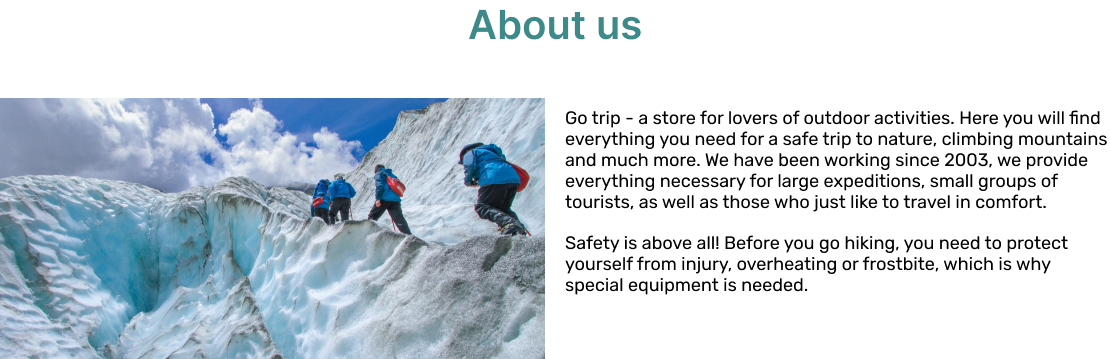 About us
Go trip - a store for lovers of outdoor activities. Here you will find
everything you need for a safe trip to nature, climbing mountains
and much more. We have been working since 2003, we provide
everything necessary for large expeditions, small groups of
tourists, as well as those who just like to travel in comfort.
Safety is above all! Before you go hiking, you need to protect
yourself from injury, overheating or frostbite, which is why
special equipment is needed.